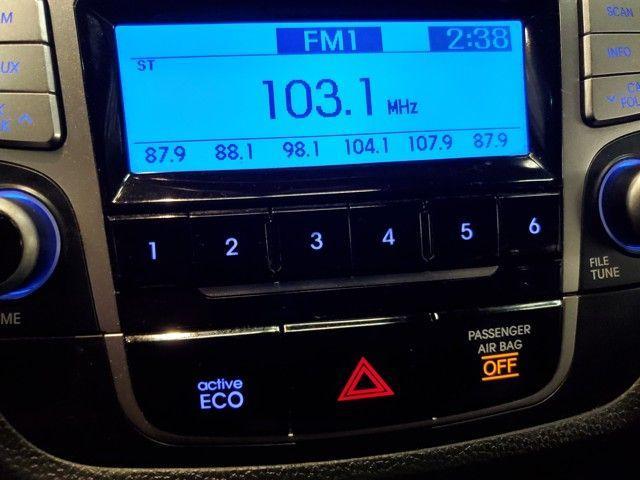 FM1 2:38
SCAN
ST
INFO
103.1 MHz
87.9 88.1 98.1 104.1 107.9 87.9
1 2 3 4 5 6
FILE
TUNE
PASSENGER
AIR BAG
OFF
active
ECO